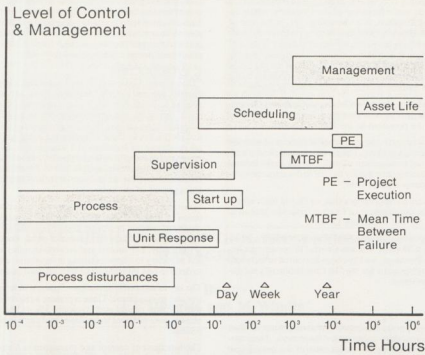 Level of Control
& Management
Management
Asset Life
Scheduling
PE
MTBF
Supervision
PE – Project
Execution
Start up
Process
MTBF – Mean Time
Between
Failure
Unit Response
Process disturbances
Day Week Year
10⁻⁴ 10⁻³ 10⁻² 10⁻¹ 10⁰ 10¹ 10² 10³ 10⁴ 10⁵ 10⁶
Time Hours